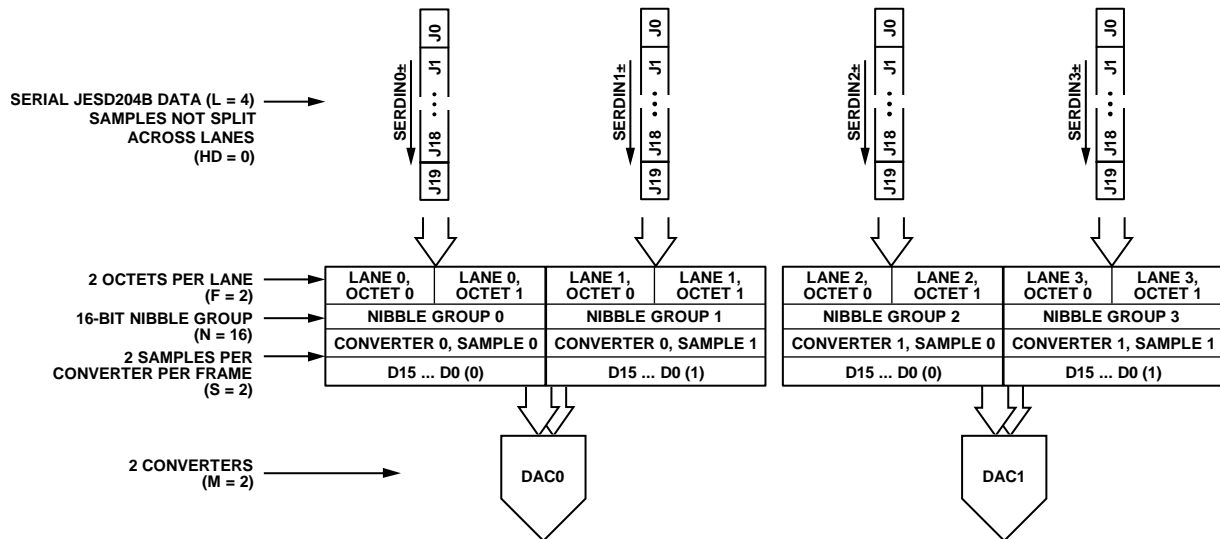 J0
J1
• • •
J18
J19
SERDIN0±
J0
J1
• • •
J18
J19
SERDIN1±
J0
J1
• • •
J18
J19
SERDIN2±
J0
J1
• • •
J18
J19
SERDIN3±
SERIAL JESD204B DATA (L = 4)
SAMPLES NOT SPLIT
ACROSS LANES
(HD = 0)
2 OCTETS PER LANE
(F = 2)
LANE 0,
OCTET 0
LANE 0,
OCTET 1
LANE 1,
OCTET 0
LANE 1,
OCTET 1
LANE 2,
OCTET 0
LANE 2,
OCTET 1
LANE 3,
OCTET 0
LANE 3,
OCTET 1
16-BIT NIBBLE GROUP
(N = 16)
NIBBLE GROUP 0
NIBBLE GROUP 1
NIBBLE GROUP 2
NIBBLE GROUP 3
2 SAMPLES PER
CONVERTER PER FRAME
(S = 2)
CONVERTER 0, SAMPLE 0
CONVERTER 0, SAMPLE 1
CONVERTER 1, SAMPLE 0
CONVERTER 1, SAMPLE 1
D15 ... D0 (0)
D15 ... D0 (1)
D15 ... D0 (0)
D15 ... D0 (1)
2 CONVERTERS
(M = 2)
DAC0
DAC1